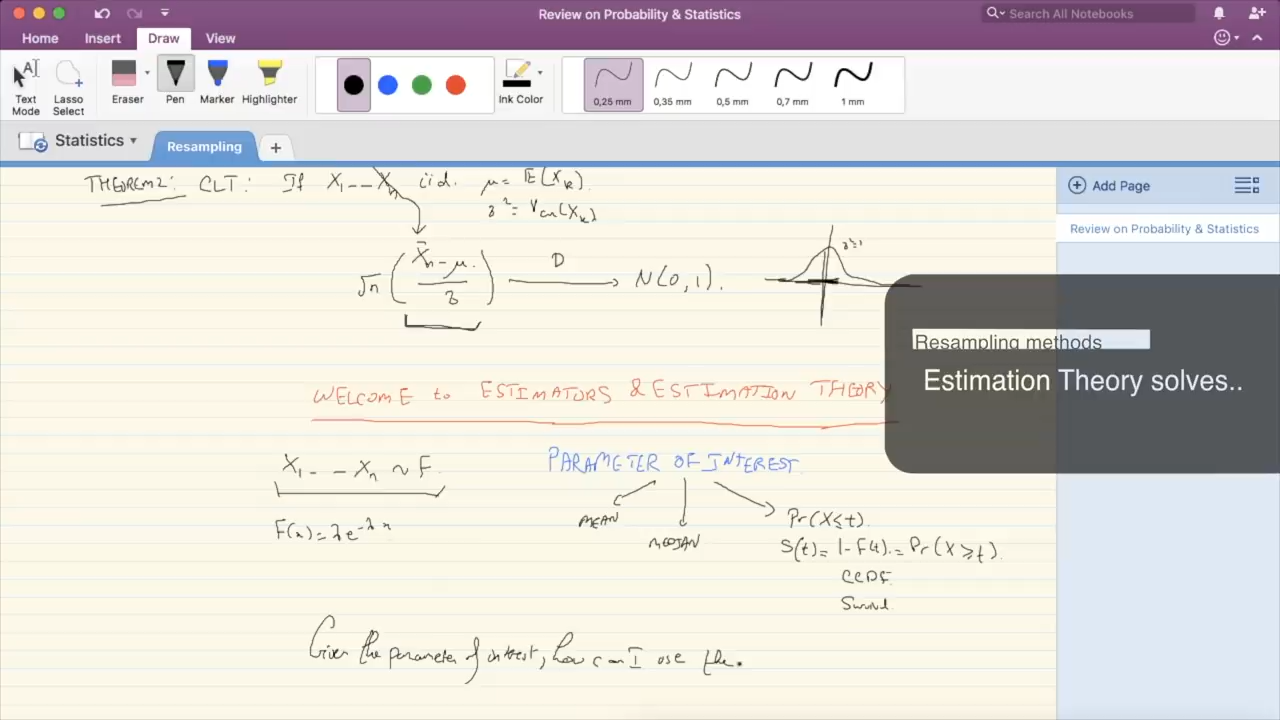 Review on Probability & Statistics
Search All Notebooks
Home Insert Draw View
Text Mode
Lasso Select
Eraser
Pen
Marker
Highlighter
Ink Color
0,25 mm
0,35 mm
0,5 mm
0,7 mm
1 mm
Statistics
Resampling
+
Add Page
Review on Probability & Statistics
THEOREM2: CLT: If X₁ -- Xₙ iid. μ = E(Xₖ).
σ² = Var(Xₖ)
√n ( X̄ₙ - μ / σ ) D → N(0,1).
Resampling methods
Estimation Theory solves..
WELCOME to ESTIMATORS & ESTIMATION THEORY
X₁ - - - Xₙ ~ F.
PARAMETER OF INTEREST
F(x) = λe^-λx
MEAN
MEDIAN
Pr(X≤t).
S(t) = 1-F(t). = Pr(X≥t).
CCDF
Given the parameter of interest, how can I use the